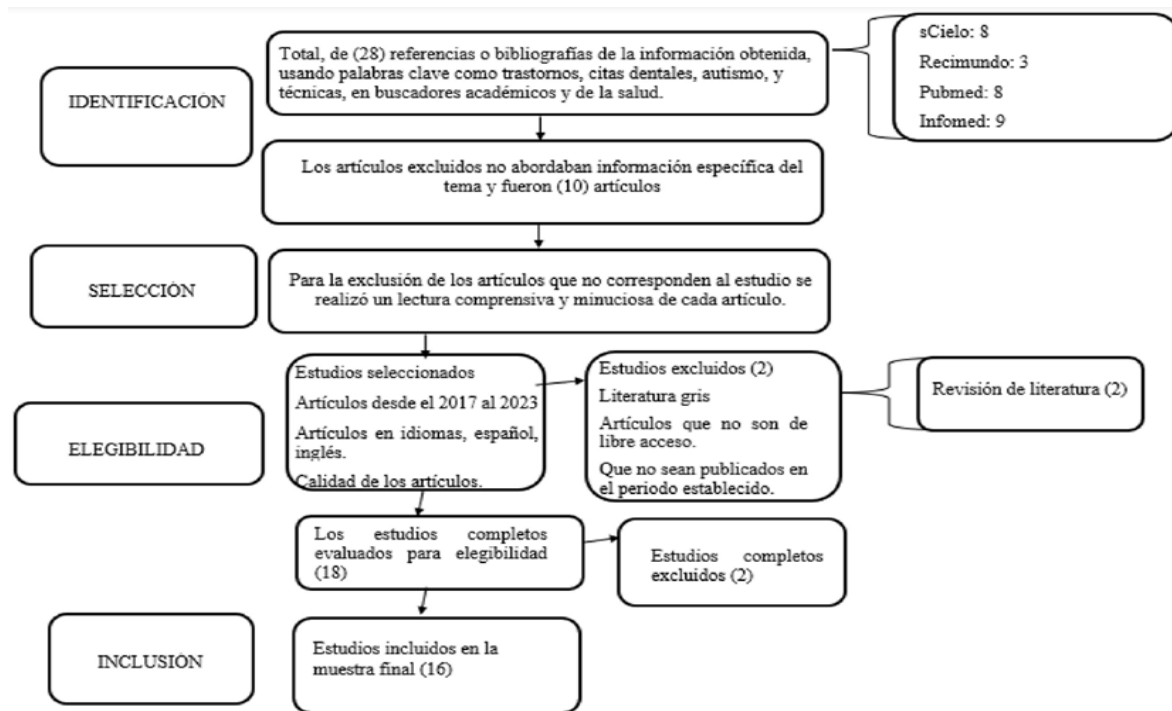 IDENTIFICACIÓN
Total, de (28) referencias o bibliografías de la información obtenida,
usando palabras clave como trastornos, citas dentales, autismo, y
técnicas, en buscadores académicos y de la salud.
sCielo: 8
Recimundo: 3
Pubmed: 8
Infomed: 9
Los artículos excluidos no abordaban información específica del
tema y fueron (10) artículos
SELECCIÓN
Para la exclusión de los artículos que no corresponden al estudio se
realizó un lectura comprensiva y minuciosa de cada artículo.
ELEGIBILIDAD
Estudios seleccionados
Artículos desde el 2017 al 2023
Artículos en idiomas, español,
inglés.
Calidad de los artículos.
Estudios excluidos (2)
Literatura gris
Artículos que no son de
libre acceso.
Que no sean publicados en
el periodo establecido.
Revisión de literatura (2)
Los estudios completos
evaluados para elegibilidad
(18)
Estudios completos
excluidos (2)
INCLUSIÓN
Estudios incluidos en la
muestra final (16)